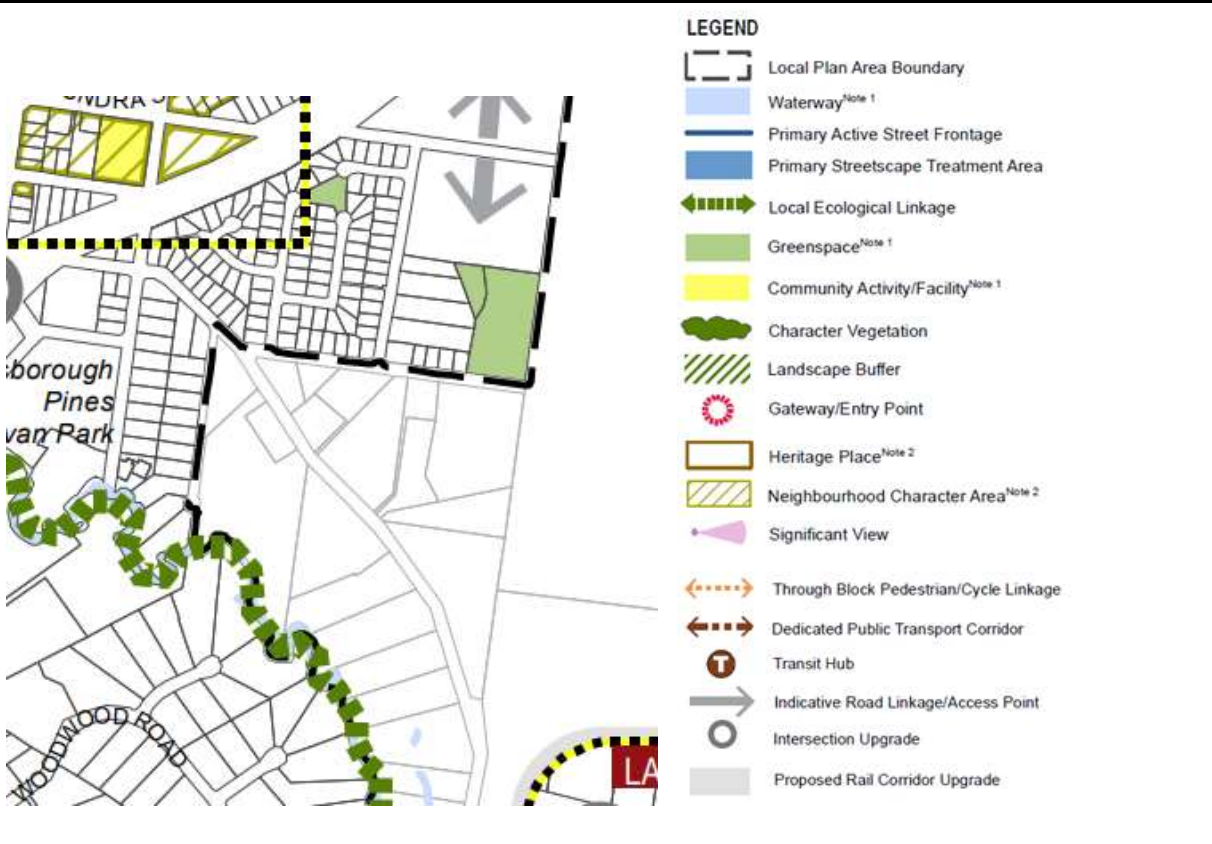 LEGEND
Local Plan Area Boundary
Waterway Note 1
Primary Active Street Frontage
Primary Streetscape Treatment Area
Local Ecological Linkage
Greenspace Note 1
Community Activity/Facility Note 1
Character Vegetation
Landscape Buffer
Gateway/Entry Point
Heritage Place Note 2
Neighbourhood Character Area Note 2
Significant View
Through Block Pedestrian/Cycle Linkage
Dedicated Public Transport Corridor
T
Transit Hub
Indicative Road Linkage/Access Point
Intersection Upgrade
Proposed Rail Corridor Upgrade
borough
Pines
van Park
WOODWOOD ROAD
LA